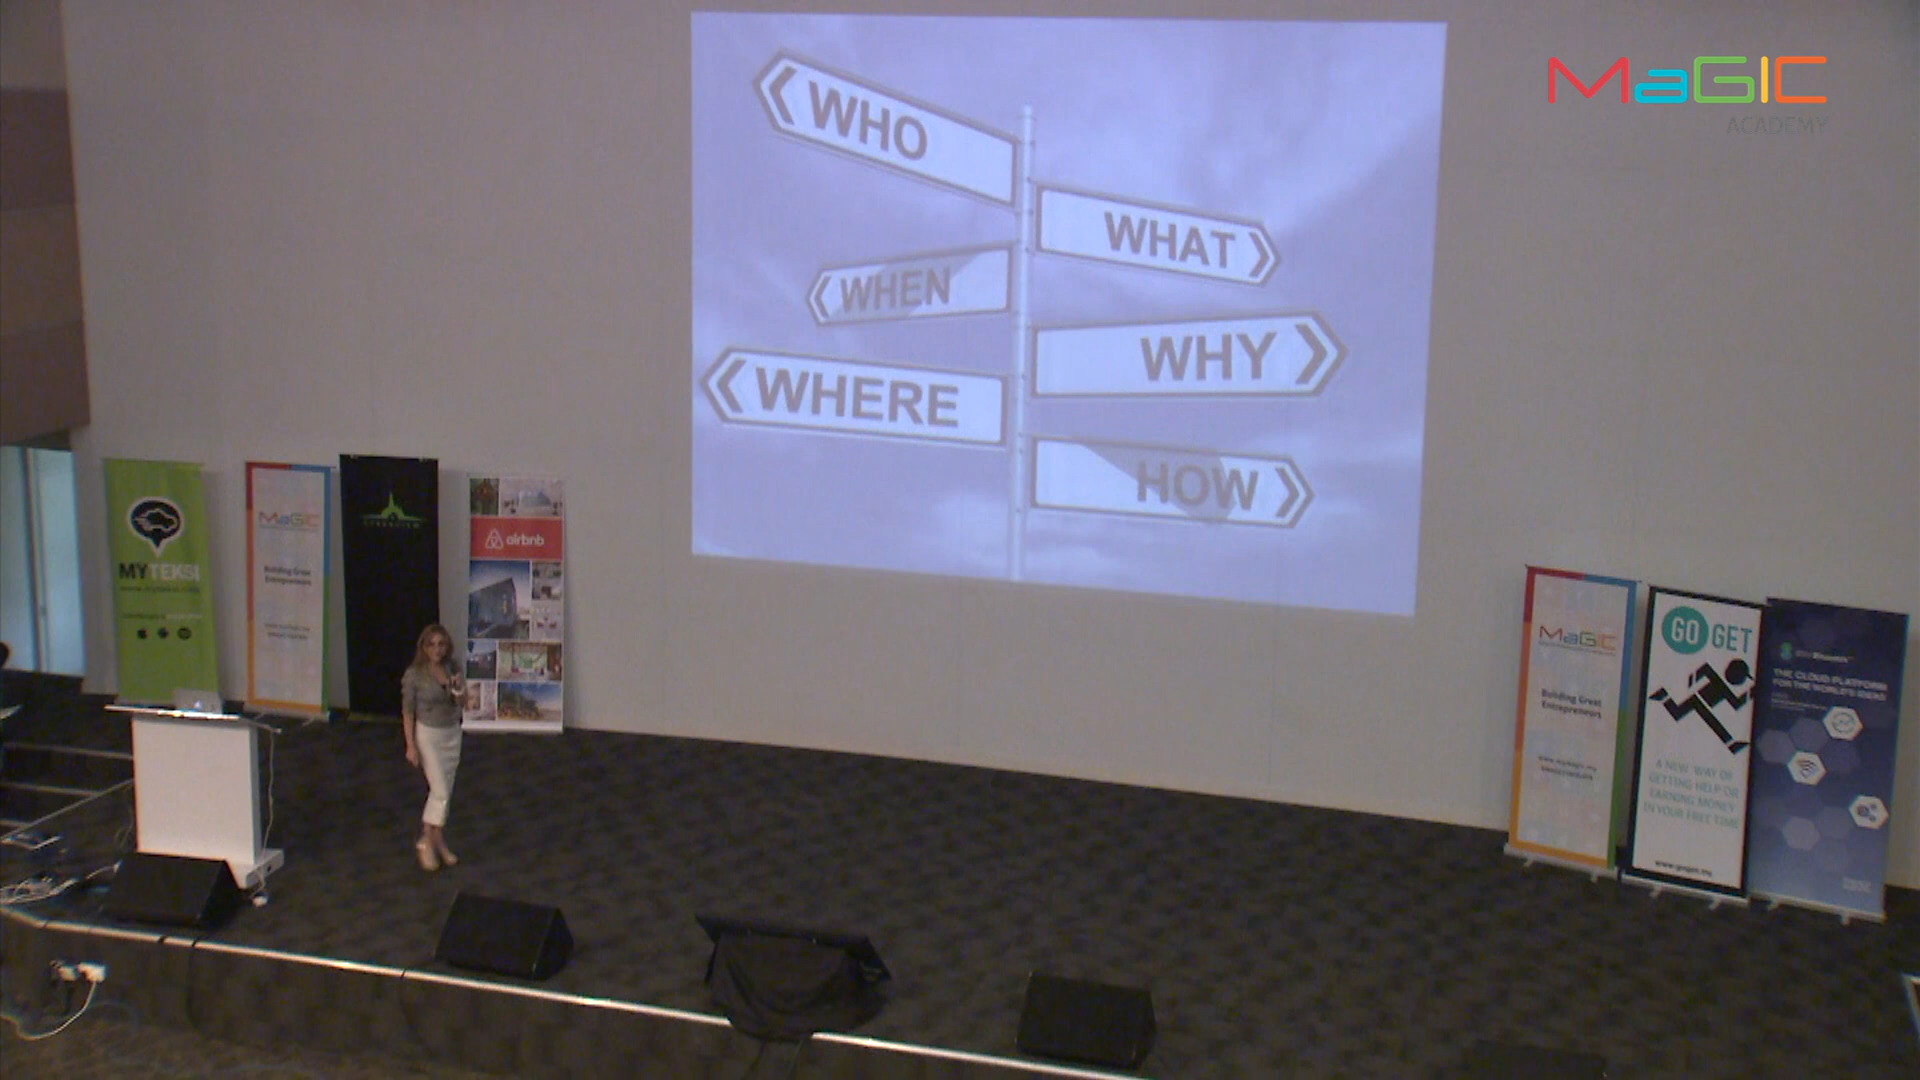 MaGIC
ACADEMY
WHO
WHAT
WHEN
WHY
WHERE
HOW
MYTEKSI
MaGIC
Building Great
Entrepreneurs
airbnb
MaGIC
Building Great
Entrepreneurs
GO GET
A NEW WAY OF
GETTING HELP OR
EARNING MONEY
IN YOUR FREE TIME
THE CLOUD PLATFORM
FOR THE WORLD'S IDEAS